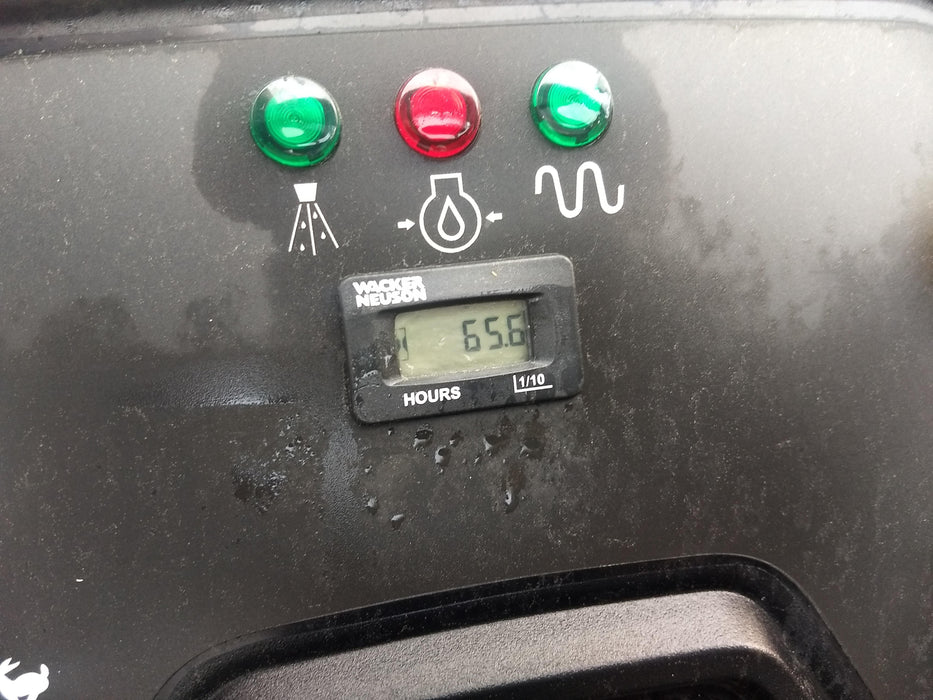 WACKER
NEUSON
65.6
HOURS
1/10